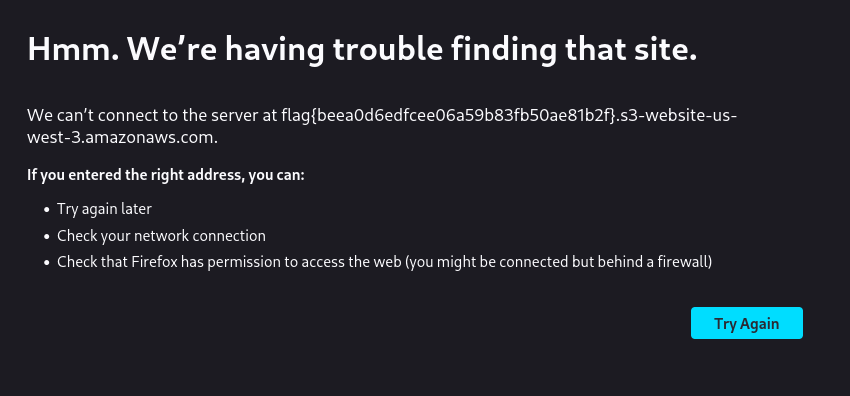 Hmm. We’re having trouble finding that site.
We can’t connect to the server at flag{beea0d6edfcee06a59b83fb50ae81b2f}.s3-website-us-
west-3.amazonaws.com.
If you entered the right address, you can:
• Try again later
• Check your network connection
• Check that Firefox has permission to access the web (you might be connected but behind a firewall)
Try Again